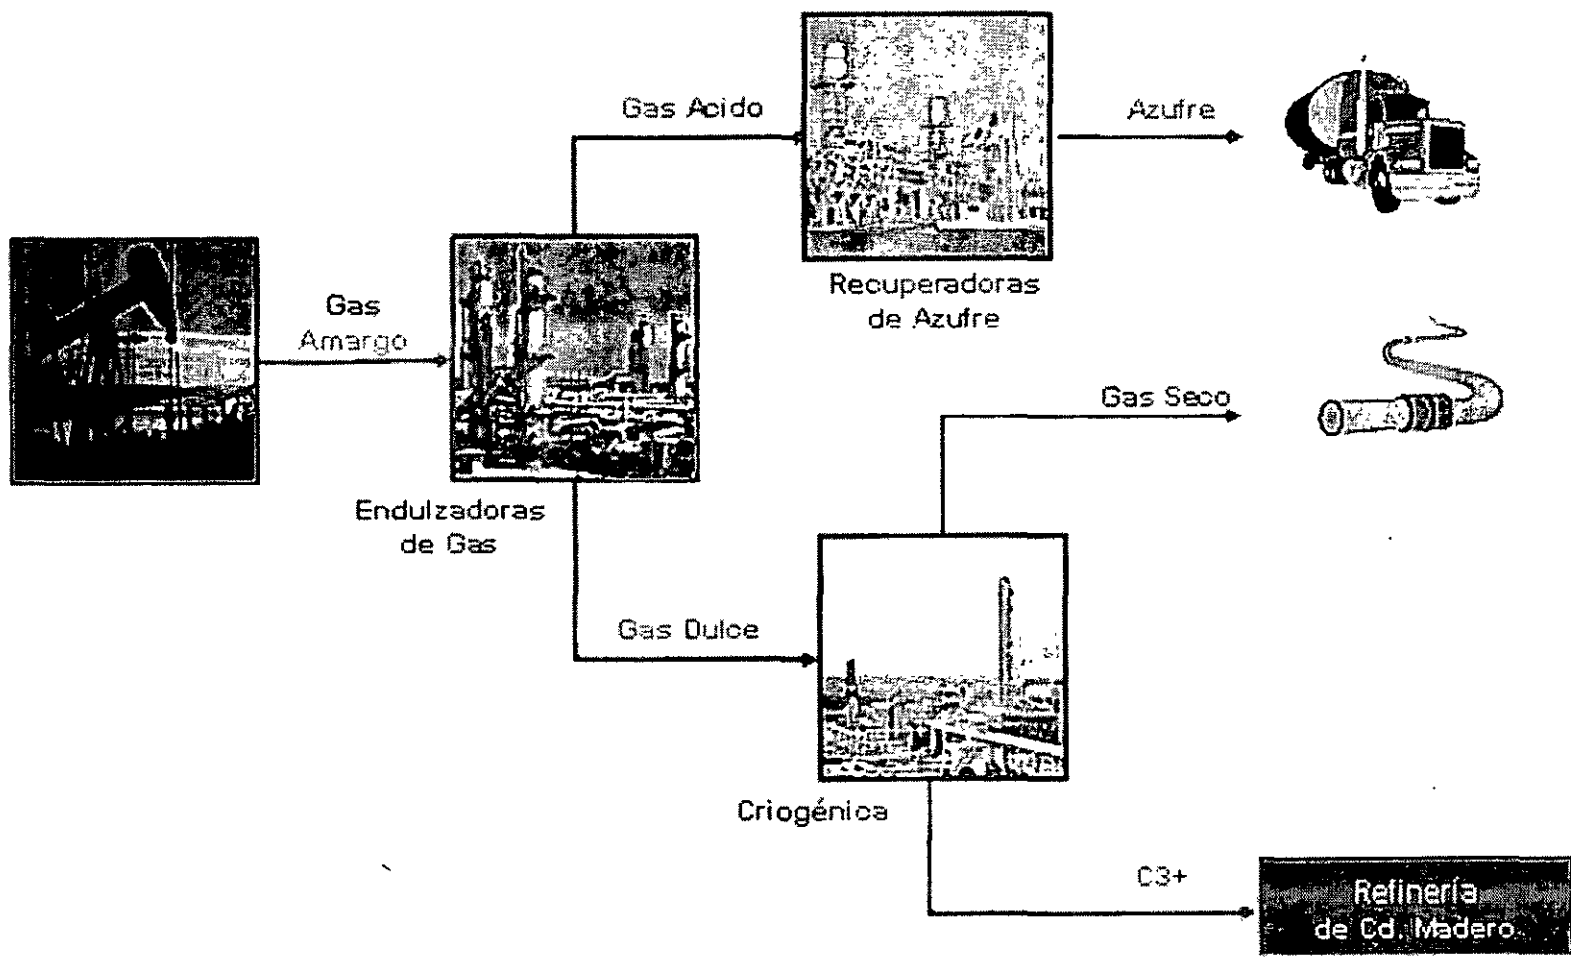 Gas Acido
Azufre
Recuperadoras
de Azufre
Gas
Amargo
Gas Seco
Endulzadoras
de Gas
Gas Dulce
Criogénica
C3+
Refinería
de Cd. Madero